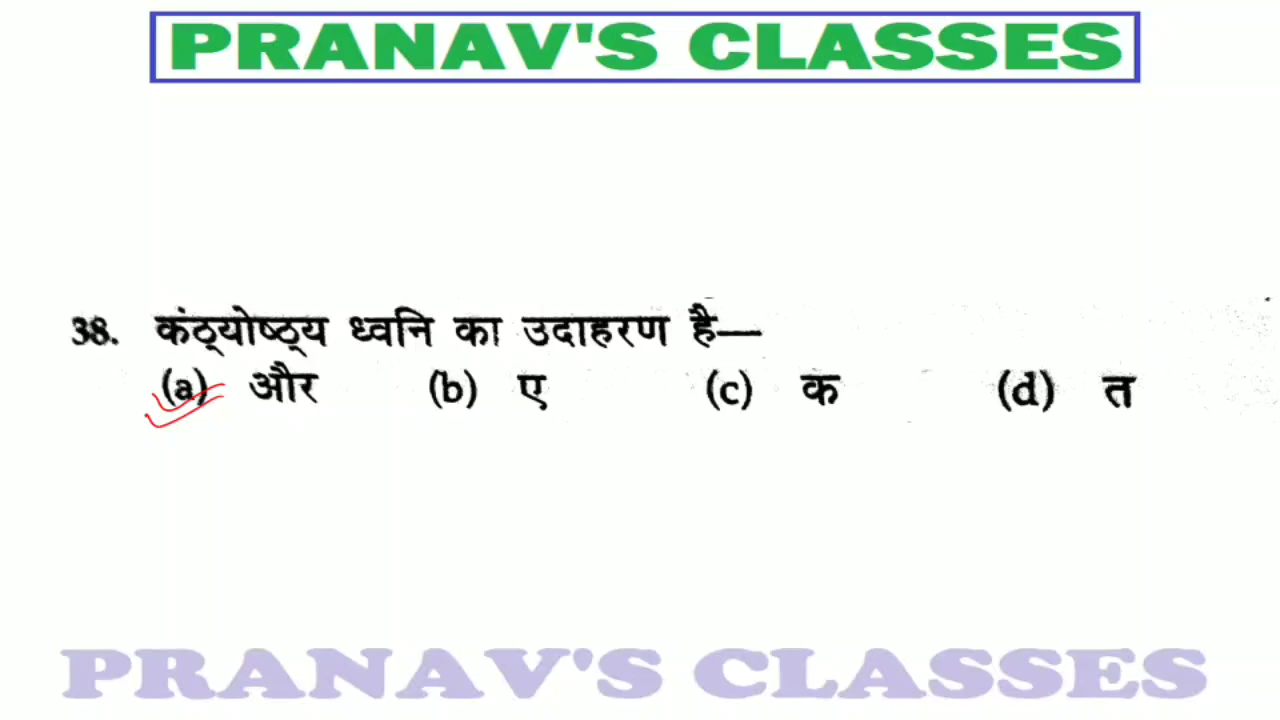 PRANAV'S CLASSES
38. कंठ्योष्ठ्य ध्वनि का उदाहरण है—
(a) और (b) ए (c) क (d) त
PRANAV'S CLASSES